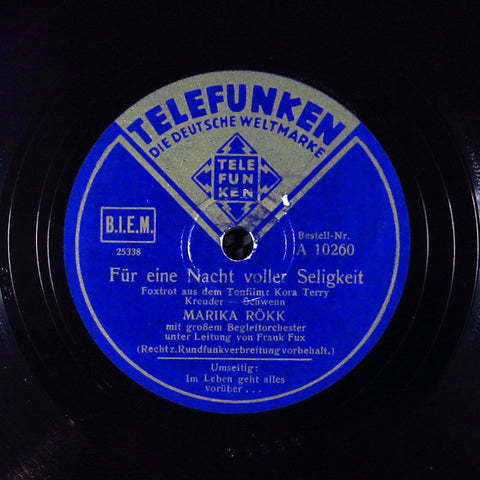 TELEFUNKEN
DIE DEUTSCHE WELTMARKE
TELE
FUN
KEN
B.I.E.M.
25338
Bestell-Nr.
A 10260
Für eine Nacht voller Seligkeit
Foxtrot aus dem Tonfilm: Kora Terry
Kreuder — Schwenn
MARIKA RÖKK
mit großem Begleitorchester
unter Leitung von Frank Fux
(Recht z. Rundfunkverbreitung vorbehalt.)
Umseitig:
Im Leben geht alles
vorüber . . .